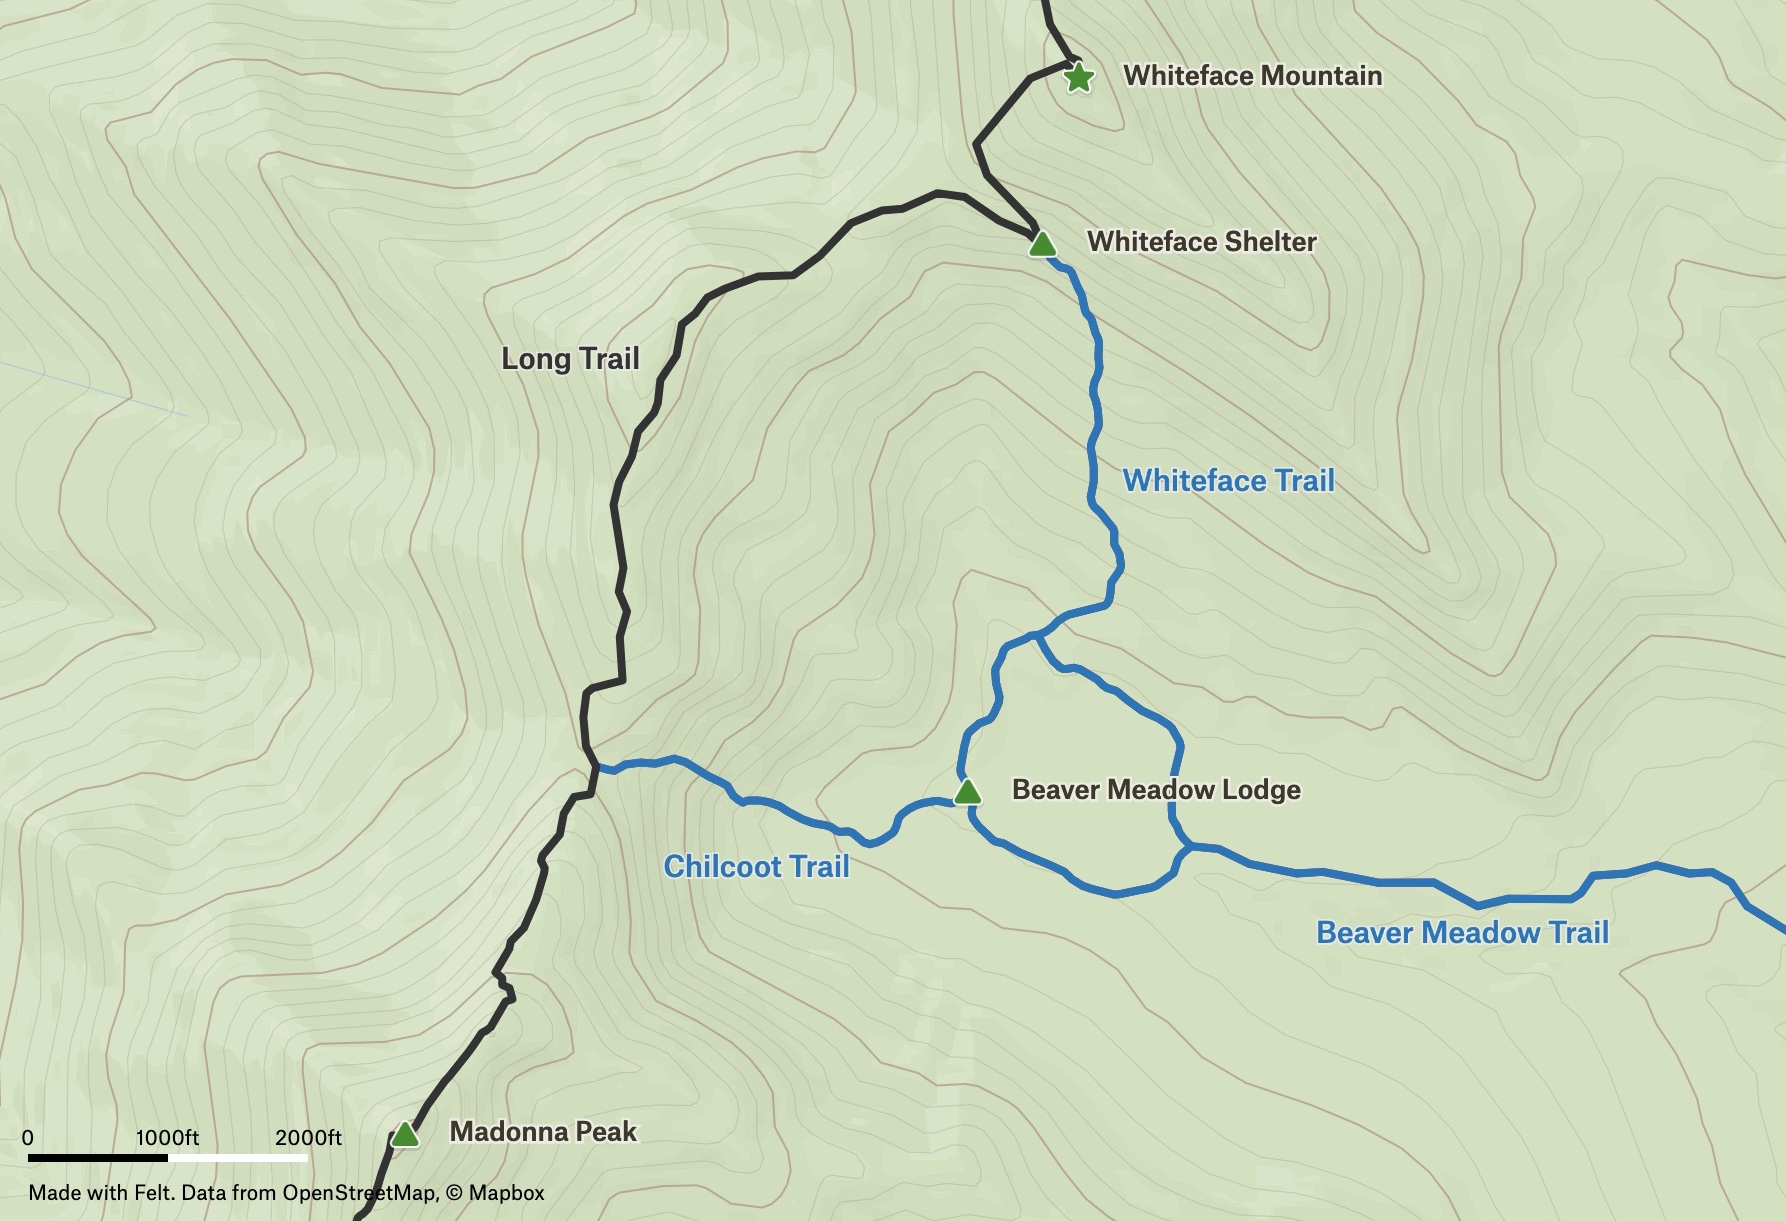 Whiteface Mountain
Whiteface Shelter
Long Trail
Whiteface Trail
Beaver Meadow Lodge
Chilcoot Trail
Beaver Meadow Trail
Madonna Peak
0 1000ft 2000ft
Made with Felt. Data from OpenStreetMap, © Mapbox